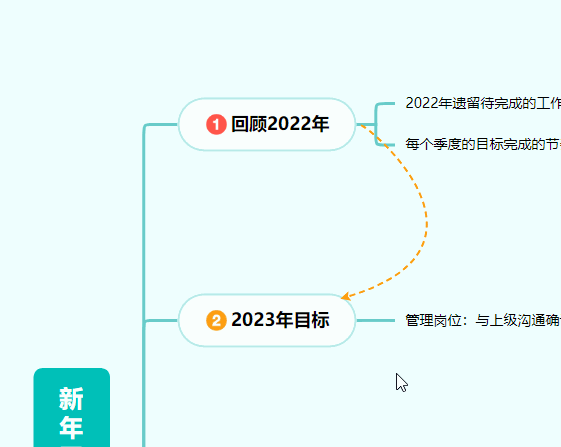 1 回顾2022年
2022年遗留待完成的工作
每个季度的目标完成的节
2 2023年目标
管理岗位：与上级沟通确
新
年